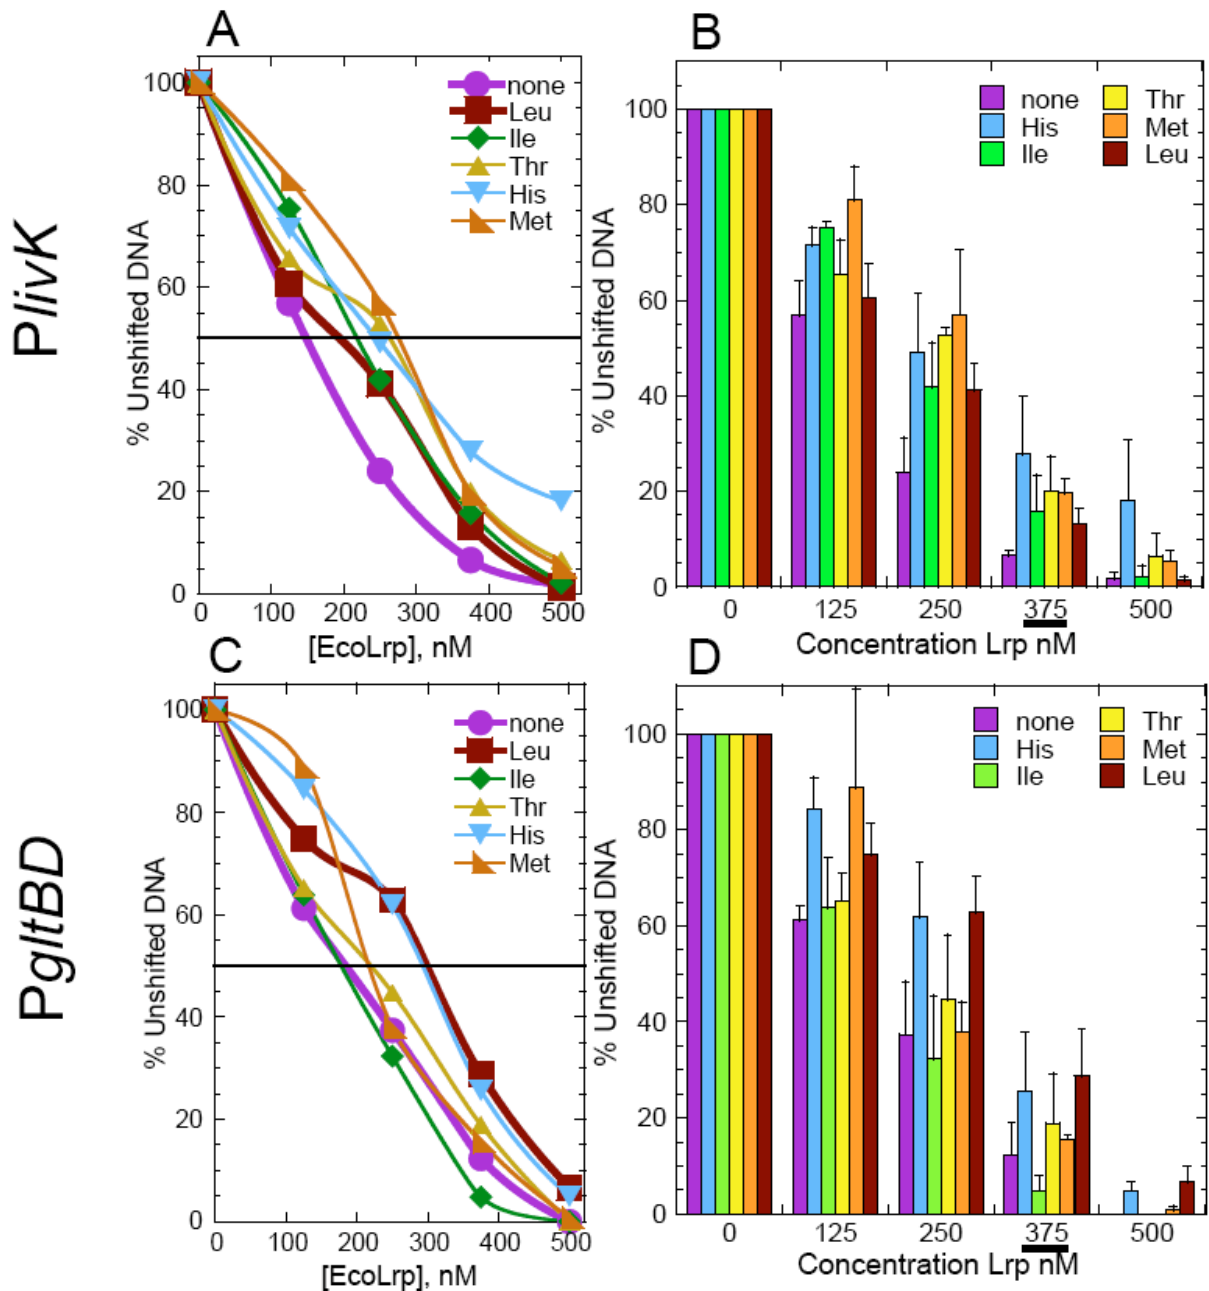 A
PlivK
% Unshifted DNA
100
80
60
40
20
0
none
Leu
Ile
Thr
His
Met
0 100 200 300 400 500
[EcoLrp], nM
B
% Unshifted DNA
100
80
60
40
20
0
none Thr
His Met
Ile Leu
0 125 250 375 500
Concentration Lrp nM
C
PgltBD
% Unshifted DNA
100
80
60
40
20
0
none
Leu
Ile
Thr
His
Met
0 100 200 300 400 500
[EcoLrp], nM
D
% Unshifted DNA
100
80
60
40
20
0
none Thr
His Met
Ile Leu
0 125 250 375 500
Concentration Lrp nM